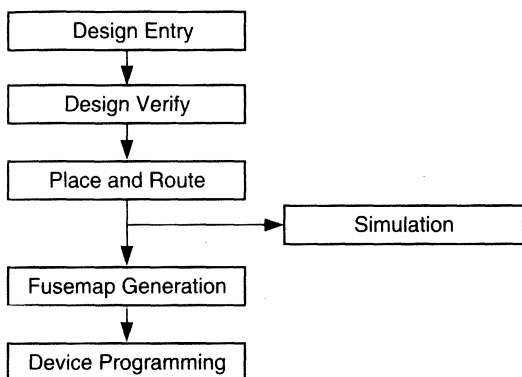 Design Entry
Design Verify
Place and Route
Simulation
Fusemap Generation
Device Programming